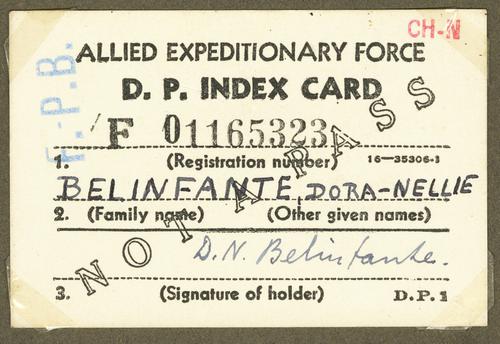 CH-N
ALLIED EXPEDITIONARY FORCE
D. P. INDEX CARD
F.P.B.
F 01165323
1. (Registration number) 16—35306-1
BELINFANTE, DORA-NELLIE
2. (Family name) (Other given names)
NOT A PASS
D.N. Belinfante.
3. (Signature of holder) D.P.1